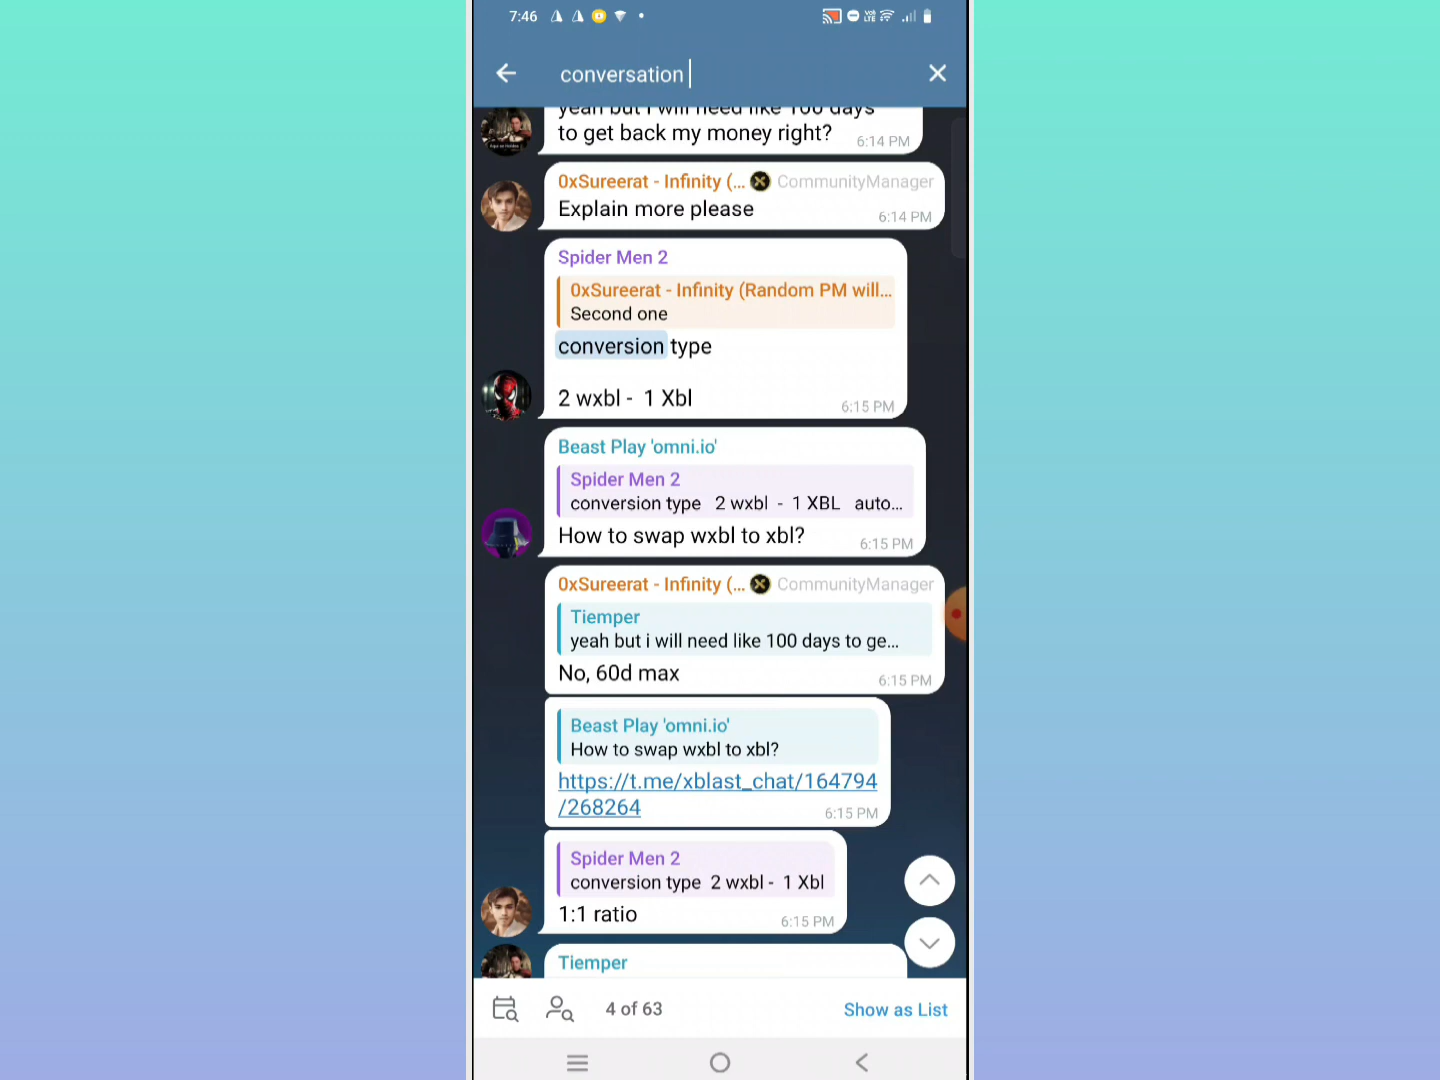 7:46
conversation
yeah but i will need like 100 days
to get back my money right?
6:14 PM
0xSureerat - Infinity (... CommunityManager
Explain more please
6:14 PM
Spider Men 2
0xSureerat - Infinity (Random PM will...
Second one
conversion type
2 wxbl - 1 Xbl
6:15 PM
Beast Play 'omni.io'
Spider Men 2
conversion type 2 wxbl - 1 XBL auto...
How to swap wxbl to xbl?
6:15 PM
0xSureerat - Infinity (... CommunityManager
Tiemper
yeah but i will need like 100 days to ge...
No, 60d max
6:15 PM
Beast Play 'omni.io'
How to swap wxbl to xbl?
https://t.me/xblast_chat/164794
/268264
6:15 PM
Spider Men 2
conversion type 2 wxbl - 1 Xbl
1:1 ratio
6:15 PM
Tiemper
4 of 63
Show as List